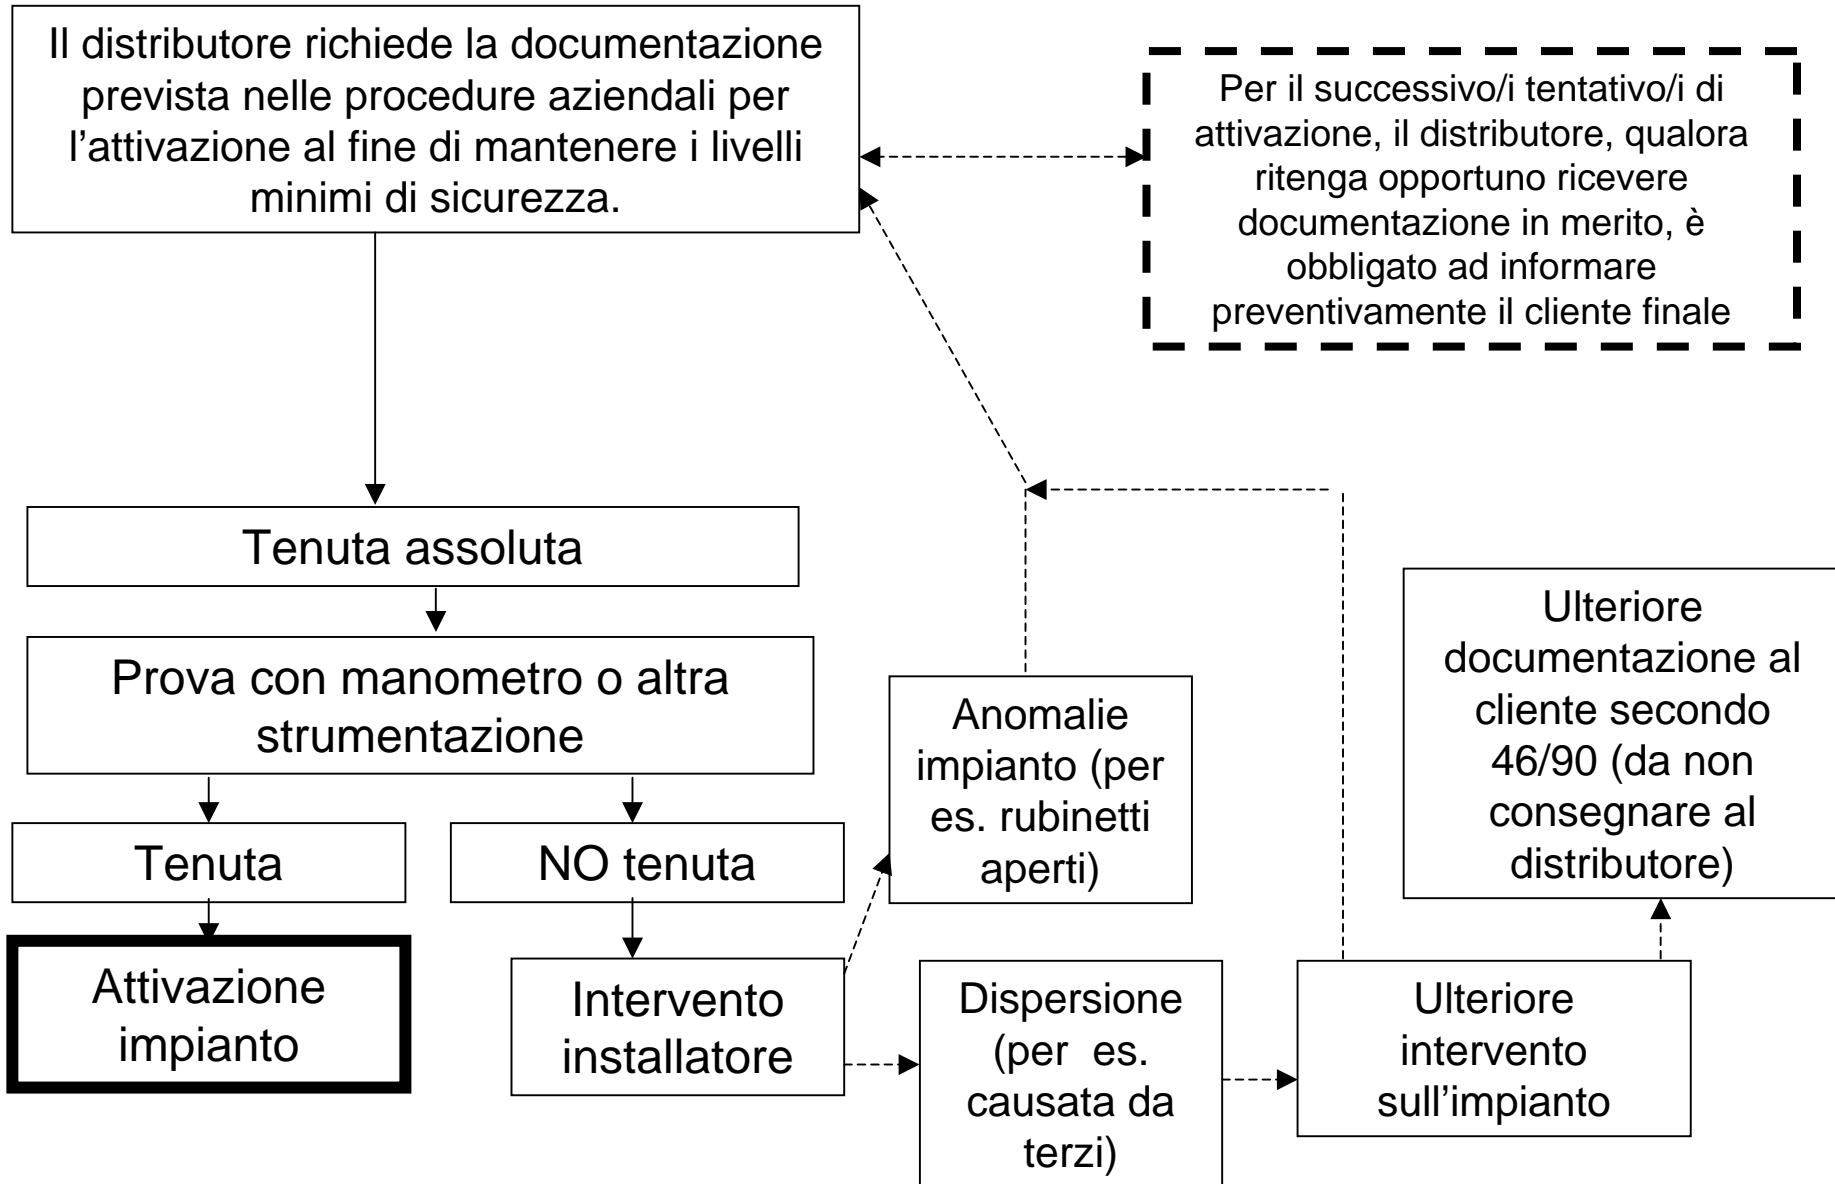 Il distributore richiede la documentazione
prevista nelle procedure aziendali per
l’attivazione al fine di mantenere i livelli
minimi di sicurezza.
Per il successivo/i tentativo/i di
attivazione, il distributore, qualora
ritenga opportuno ricevere
documentazione in merito, è
obbligato ad informare
preventivamente il cliente finale
Tenuta assoluta
Prova con manometro o altra
strumentazione
Tenuta
NO tenuta
Attivazione
impianto
Intervento
installatore
Anomalie
impianto (per
es. rubinetti
aperti)
Dispersione
(per es.
causata da
terzi)
Ulteriore
intervento
sull’impianto
Ulteriore
documentazione al
cliente secondo
46/90 (da non
consegnare al
distributore)